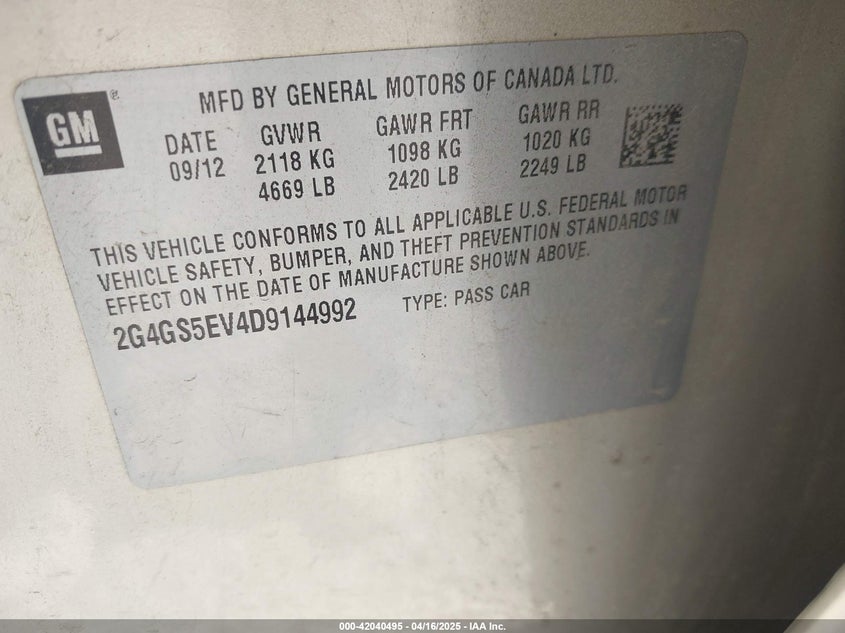 GM®
MFD BY GENERAL MOTORS OF CANADA LTD.
DATE GVWR GAWR FRT GAWR RR
09/12 2118 KG 1098 KG 1020 KG
4669 LB 2420 LB 2249 LB
THIS VEHICLE CONFORMS TO ALL APPLICABLE U.S. FEDERAL MOTOR
VEHICLE SAFETY, BUMPER, AND THEFT PREVENTION STANDARDS IN
EFFECT ON THE DATE OF MANUFACTURE SHOWN ABOVE.
2G4GS5EV4D9144992 TYPE: PASS CAR
000-42040495 - 04/16/2025 - IAA Inc.